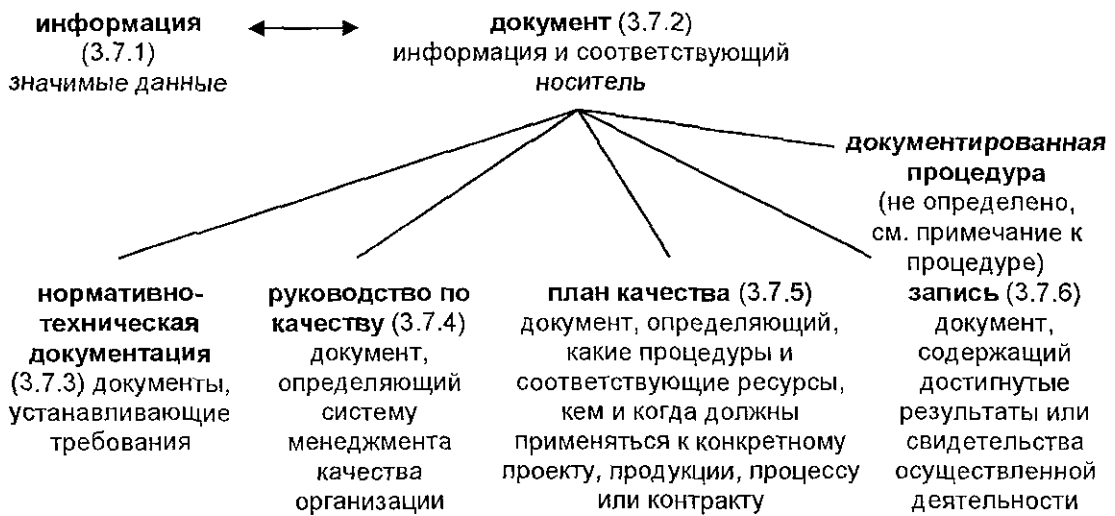 информация
(3.7.1)
значимые данные
документ (3.7.2)
информация и соответствующий
носитель
документированная
процедура
(не определено,
см. примечание к
процедуре)
нормативно-
техническая
документация
(3.7.3) документы,
устанавливающие
требования
руководство по
качеству (3.7.4)
документ,
определяющий
систему
менеджмента
качества
организации
план качества (3.7.5)
документ, определяющий,
какие процедуры и
соответствующие ресурсы,
кем и когда должны
применяться к конкретному
проекту, продукции, процессу
или контракту
запись (3.7.6)
документ,
содержащий
достигнутые
результаты или
свидетельства
осуществленной
деятельности